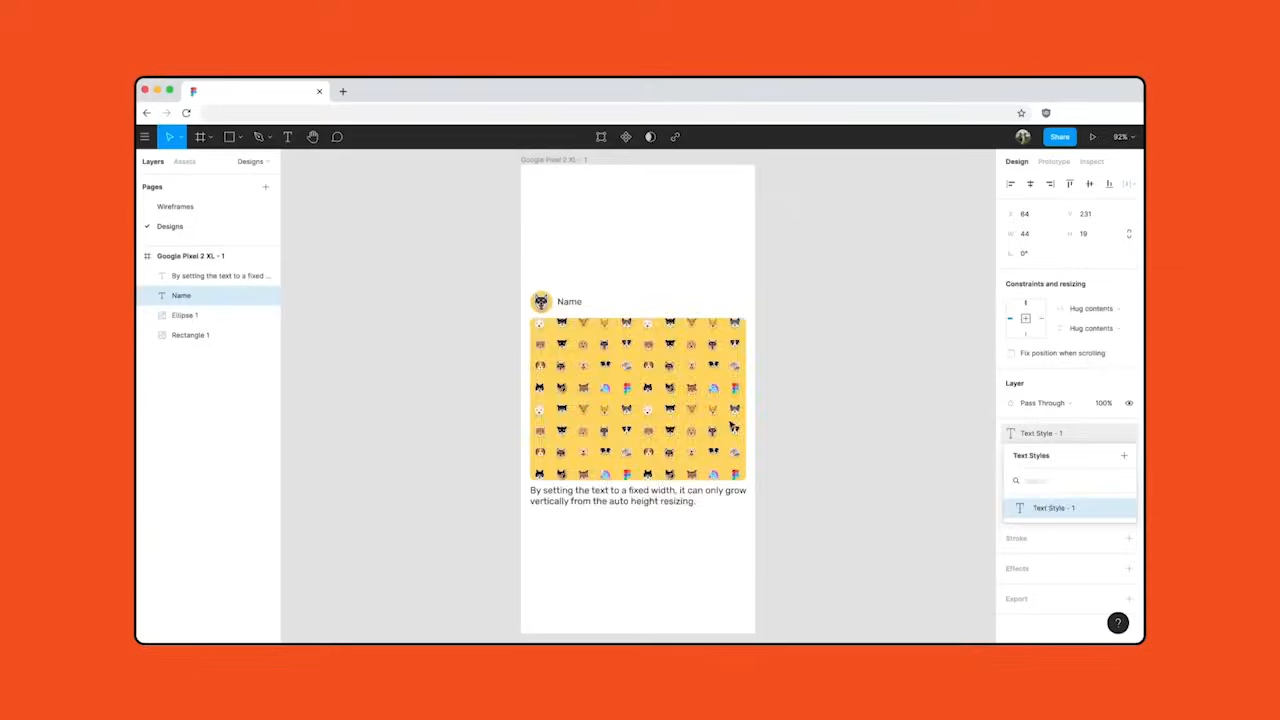 Share
92%
Layers
Assets
Designs
Google Pixel 2 XL - 1
Design
Prototype
Inspect
Pages
Wireframes
Designs
X 64
Y 231
W 44
H 19
0°
Google Pixel 2 XL - 1
By setting the text to a fixed ...
Name
Ellipse 1
Rectangle 1
Name
Constraints and resizing
Hug contents
Hug contents
Fix position when scrolling
Layer
Pass Through
100%
Text Style - 1
Text Styles
Text Style - 1
By setting the text to a fixed width, it can only grow
vertically from the auto height resizing.
Stroke
Effects
Export
?